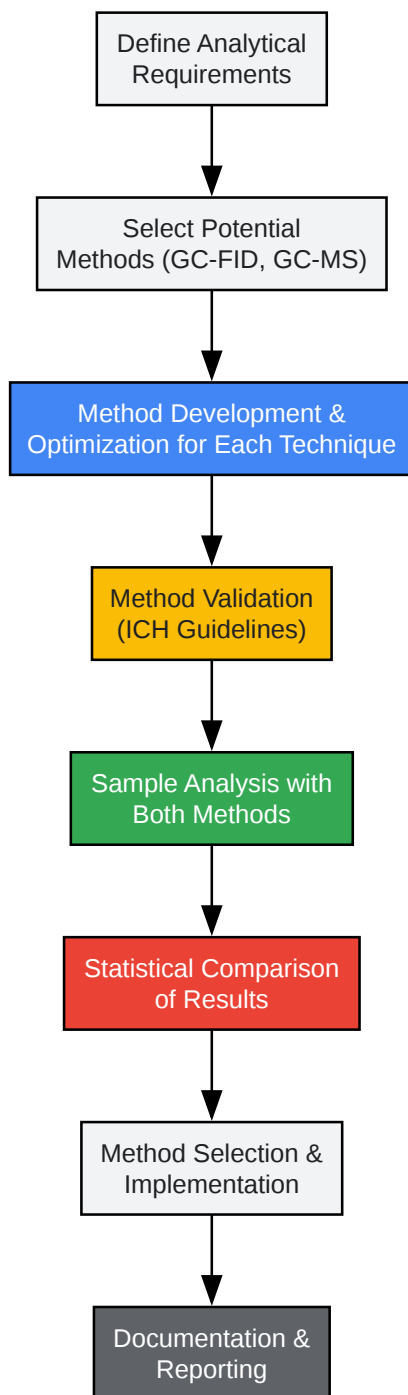 Define Analytical
Requirements
Select Potential
Methods (GC-FID, GC-MS)
Method Development &
Optimization for Each Technique
Method Validation
(ICH Guidelines)
Sample Analysis with
Both Methods
Statistical Comparison
of Results
Method Selection &
Implementation
Documentation &
Reporting